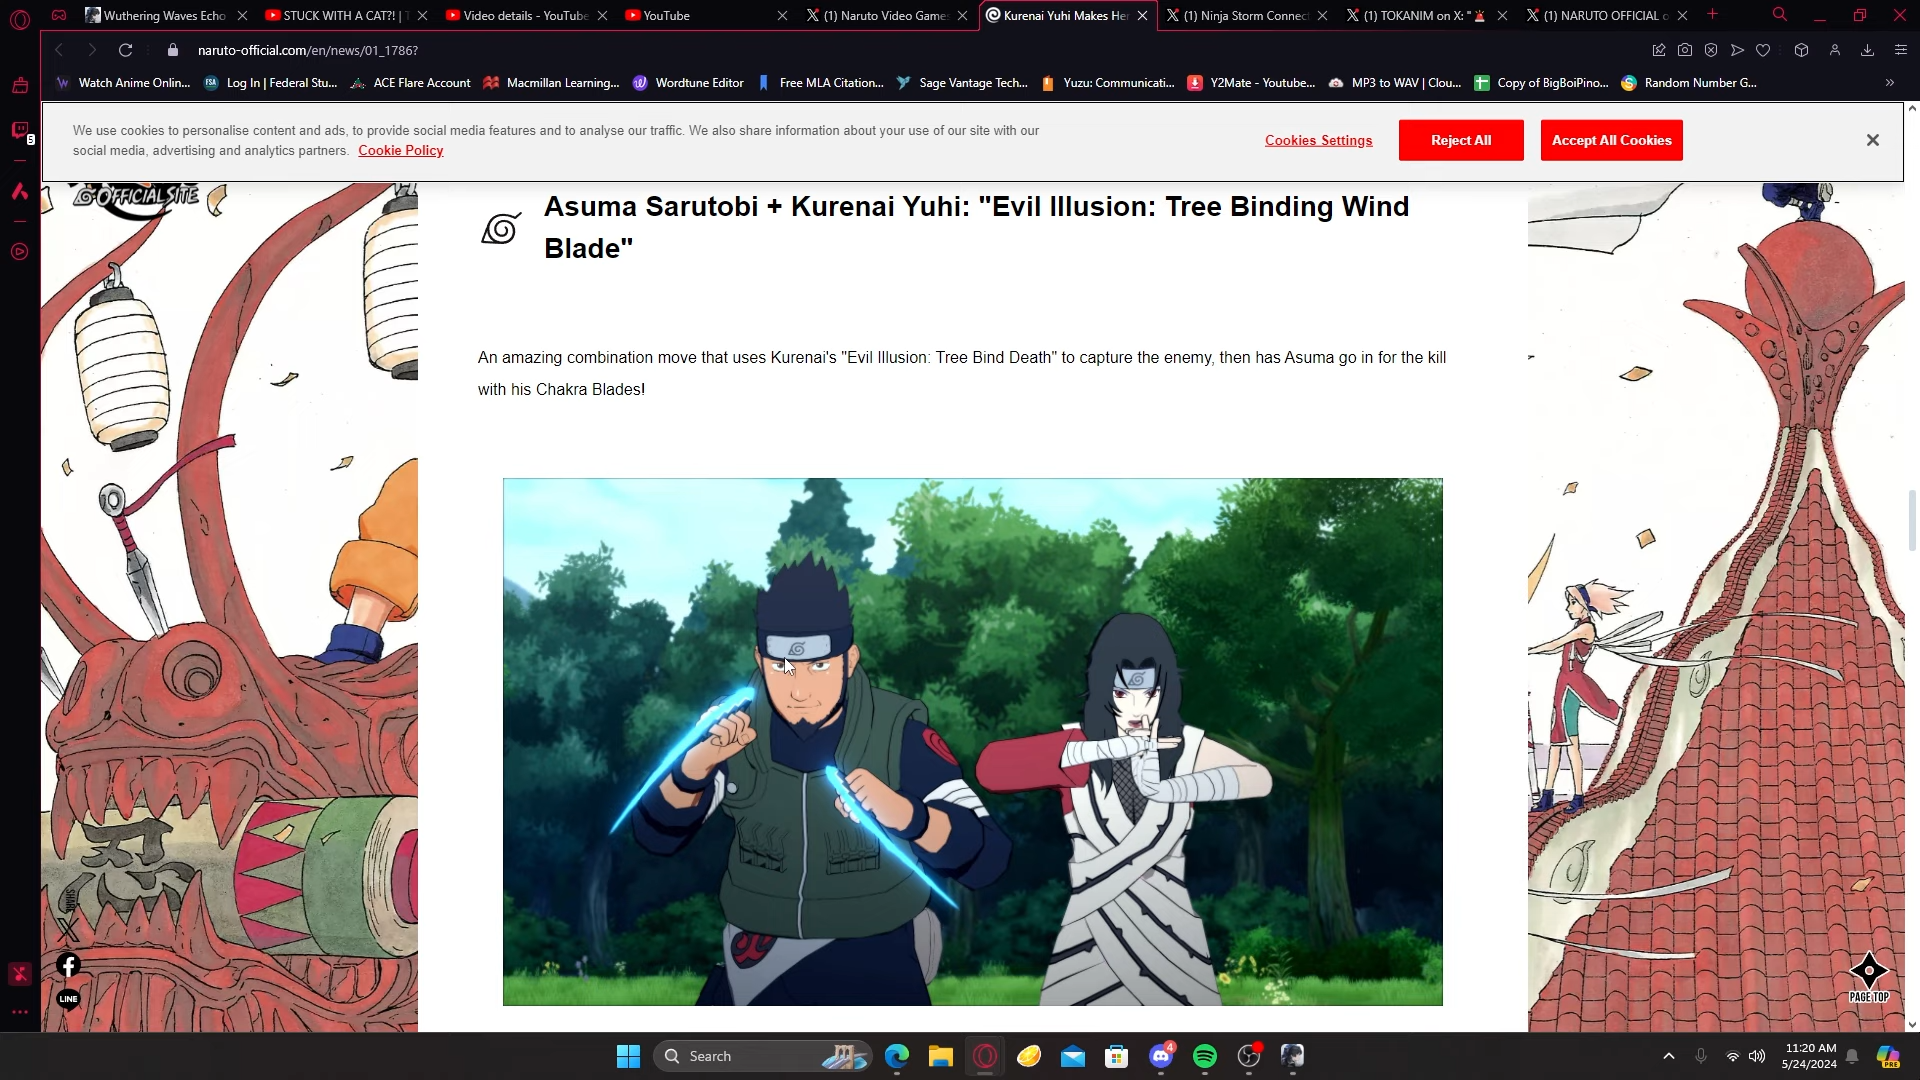 Wuthering Waves Echo
STUCK WITH A CAT?! | T
Video details - YouTube
YouTube
(1) Naruto Video Games
Kurenai Yuhi Makes Her
(1) Ninja Storm Connect
(1) TOKANIM on X: "
(1) NARUTO OFFICIAL o
naruto-official.com/en/news/01_1786?
Watch Anime Onlin...
FSA
Log In | Federal Stu...
ACE Flare Account
Macmillan Learning...
Wordtune Editor
Free MLA Citation...
Sage Vantage Tech...
Yuzu: Communicati...
Y2Mate - Youtube...
MP3 to WAV | Clou...
Copy of BigBoiPino...
Random Number G...
5
We use cookies to personalise content and ads, to provide social media features and to analyse our traffic. We also share information about your use of our site with our
social media, advertising and analytics partners. Cookie Policy
Cookies Settings
Reject All
Accept All Cookies
OFFICIAL SITE
Asuma Sarutobi + Kurenai Yuhi: "Evil Illusion: Tree Binding Wind
Blade"
An amazing combination move that uses Kurenai's "Evil Illusion: Tree Bind Death" to capture the enemy, then has Asuma go in for the kill
with his Chakra Blades!
SHARE
LINE
PAGE TOP
Search
4
11:20 AM
5/24/2024
PRE